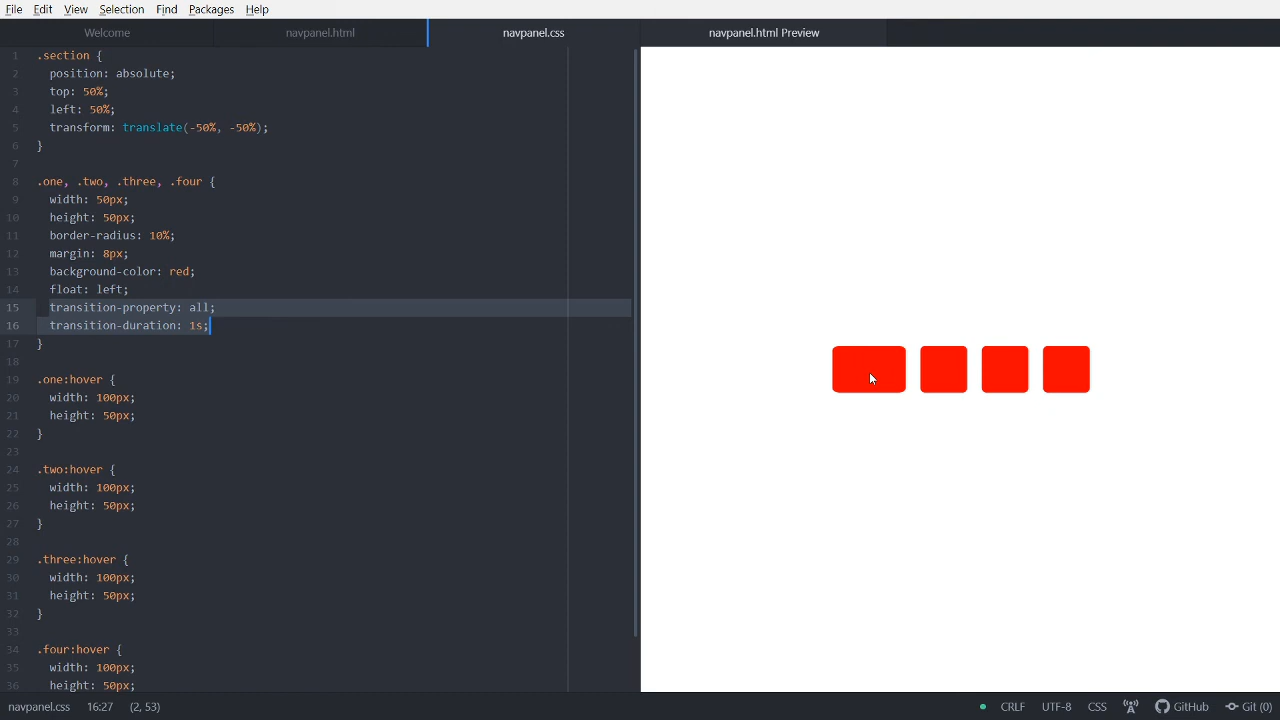 File Edit View Selection Find Packages Help
Welcome navpanel.html navpanel.css navpanel.html Preview
1 .section {
2 position: absolute;
3 top: 50%;
4 left: 50%;
5 transform: translate(-50%, -50%);
6 }
7
8 .one, .two, .three, .four {
9 width: 50px;
10 height: 50px;
11 border-radius: 10%;
12 margin: 8px;
13 background-color: red;
14 float: left;
15 transition-property: all;
16 transition-duration: 1s;
17 }
18
19 .one:hover {
20 width: 100px;
21 height: 50px;
22 }
23
24 .two:hover {
25 width: 100px;
26 height: 50px;
27 }
28
29 .three:hover {
30 width: 100px;
31 height: 50px;
32 }
33
34 .four:hover {
35 width: 100px;
36 height: 50px;
navpanel.css 16:27 (2, 53) CRLF UTF-8 CSS GitHub Git (0)